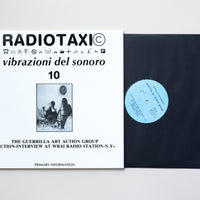 RADIOTAXI©
vibrazioni del sonoro
10
THE GUERRILLA ART ACTION GROUP
ACTION-INTERVIEW AT WBAI RADIO STATION-N.Y.
PRIMARY INFORMATION